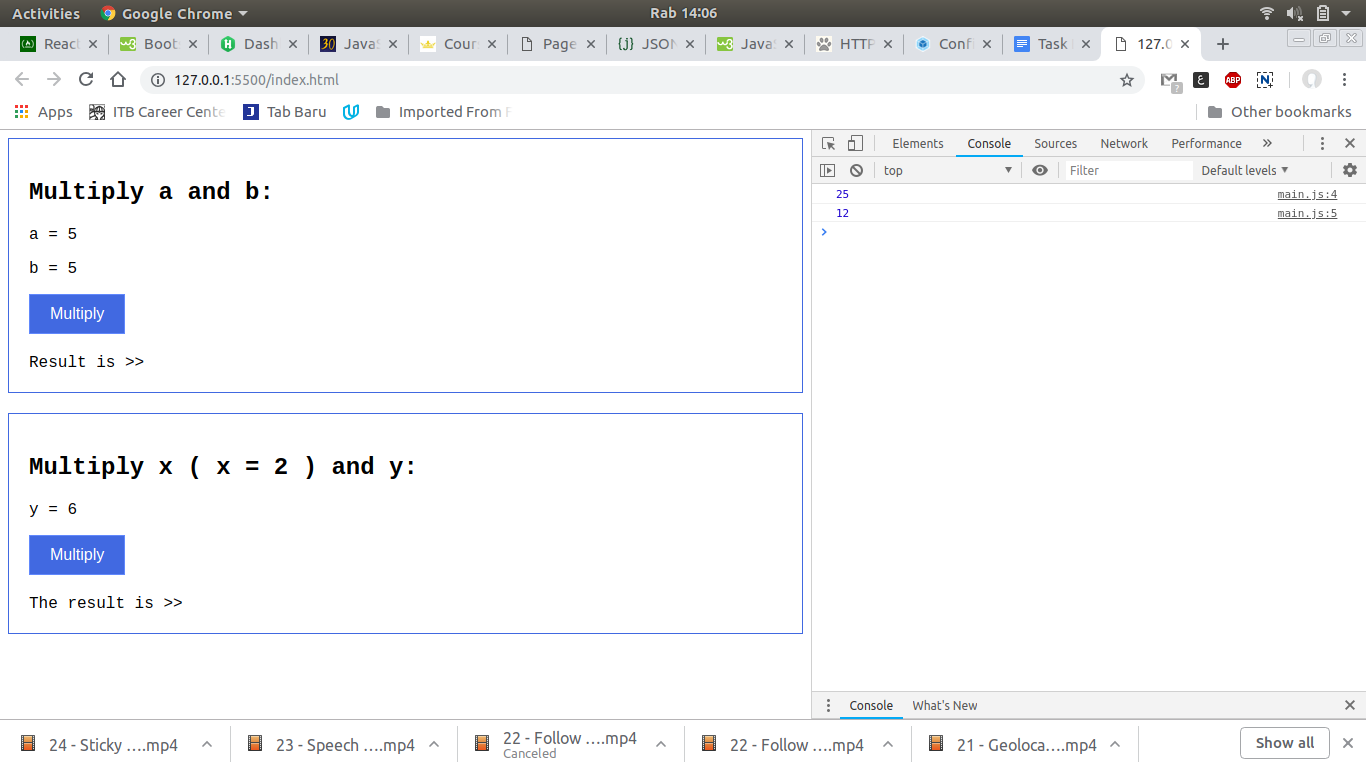 Activities Google Chrome Rab 14:06
React Boots Dash JavaS Cour Page JSON JavaS HTTP Conf Task 127.0
127.0.0.1:5500/index.html
Apps ITB Career Cente Tab Baru Imported From F Other bookmarks
Multiply a and b:
a = 5
b = 5
Multiply
Result is >>
Multiply x ( x = 2 ) and y:
y = 6
Multiply
The result is >>
Elements Console Sources Network Performance »
top Filter Default levels
25 main.js:4
12 main.js:5
Console What's New
24 - Sticky ....mp4
23 - Speech ....mp4
22 - Follow ....mp4
Canceled
22 - Follow ....mp4
21 - Geoloca....mp4
Show all